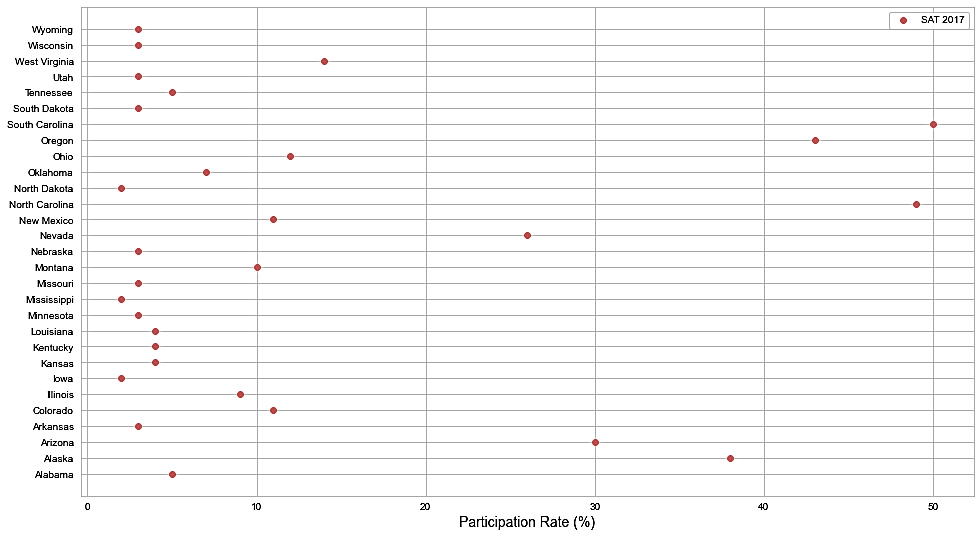 SAT 2017
Wyoming
Wisconsin
West Virginia
Utah
Tennessee
South Dakota
South Carolina
Oregon
Ohio
Oklahoma
North Dakota
North Carolina
New Mexico
Nevada
Nebraska
Montana
Missouri
Mississippi
Minnesota
Louisiana
Kentucky
Kansas
Iowa
Illinois
Colorado
Arkansas
Arizona
Alaska
Alabama
0 10 20 30 40 50
Participation Rate (%)